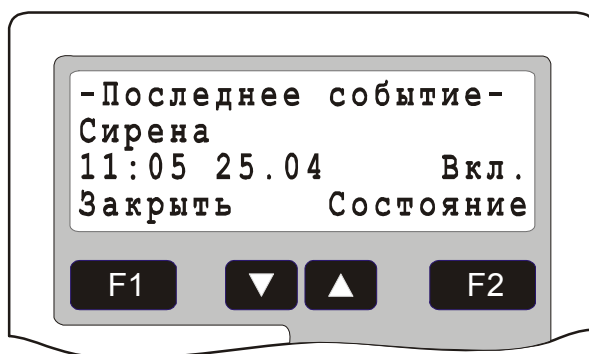 -Последнее событие-
Сирена
11:05 25.04 Вкл.
Закрыть Состояние
F1 ▼ ▲ F2